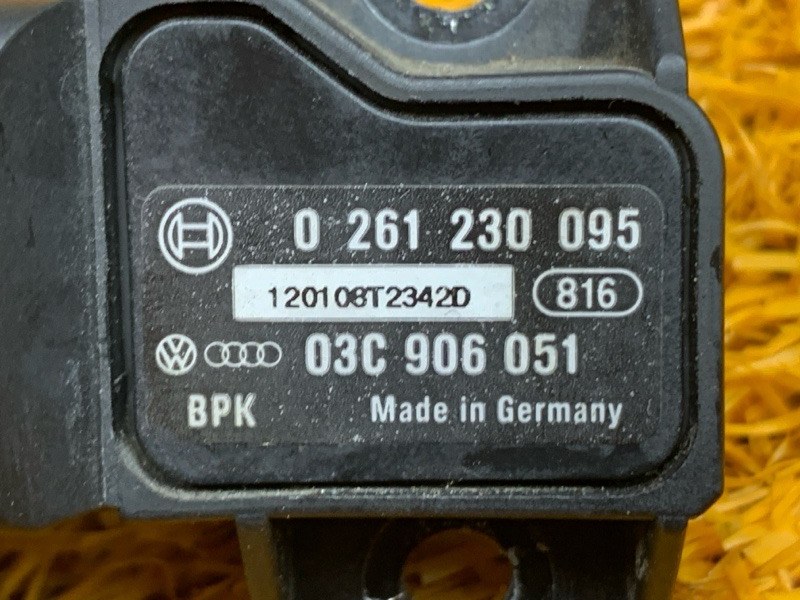 0 261 230 095
120108T2342D
816
03C 906 051
BPK Made in Germany